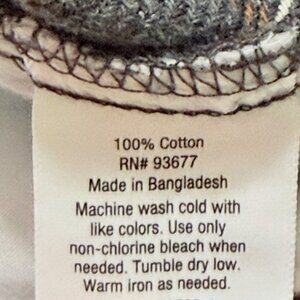 100% Cotton
RN# 93677
Made in Bangladesh
Machine wash cold with
like colors. Use only
non-chlorine bleach when
needed. Tumble dry low.
Warm iron as needed.